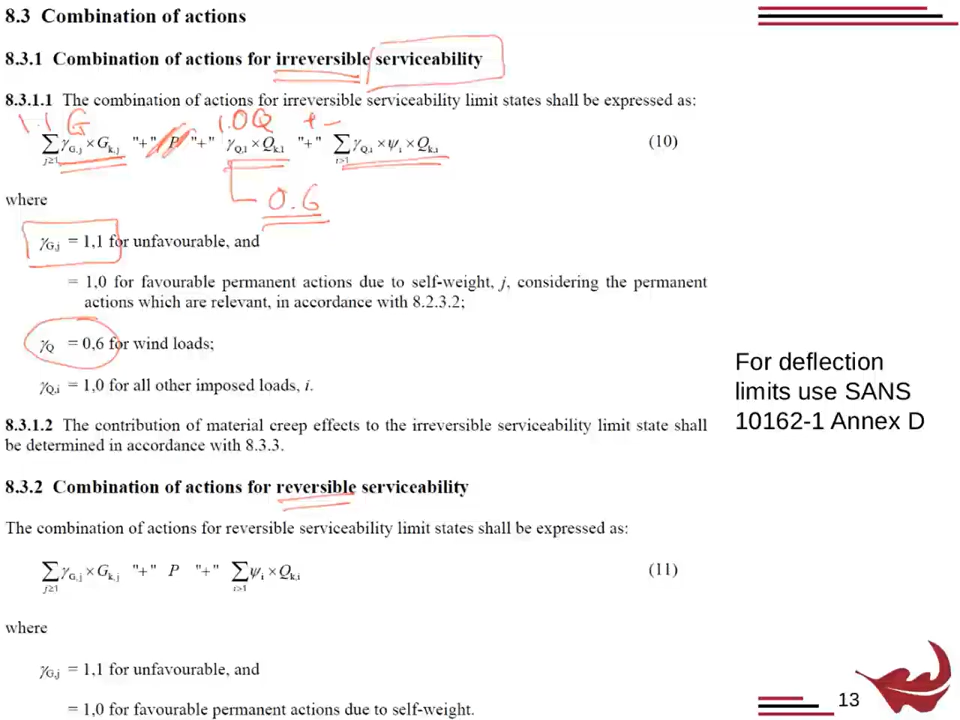 8.3 Combination of actions
8.3.1 Combination of actions for irreversible serviceability
8.3.1.1 The combination of actions for irreversible serviceability limit states shall be expressed as:
1.1 G 1.0Q + -
∑ j≥1 γG,j × Gk,j "+" P "+" γQ,1 × Qk,1 "+" ∑ i>1 γQ,i × ψi × Qk,i (10)
where
0.6
γG,j = 1,1 for unfavourable, and
= 1,0 for favourable permanent actions due to self-weight, j, considering the permanent
actions which are relevant, in accordance with 8.2.3.2;
γQ = 0,6 for wind loads;
γQ,i = 1,0 for all other imposed loads, i.
For deflection
limits use SANS
10162-1 Annex D
8.3.1.2 The contribution of material creep effects to the irreversible serviceability limit state shall
be determined in accordance with 8.3.3.
8.3.2 Combination of actions for reversible serviceability
The combination of actions for reversible serviceability limit states shall be expressed as:
∑ j≥1 γG,j × Gk,j "+" P "+" ∑ i>1 ψi × Qk,i (11)
where
γG,j = 1,1 for unfavourable, and
= 1,0 for favourable permanent actions due to self-weight.
13